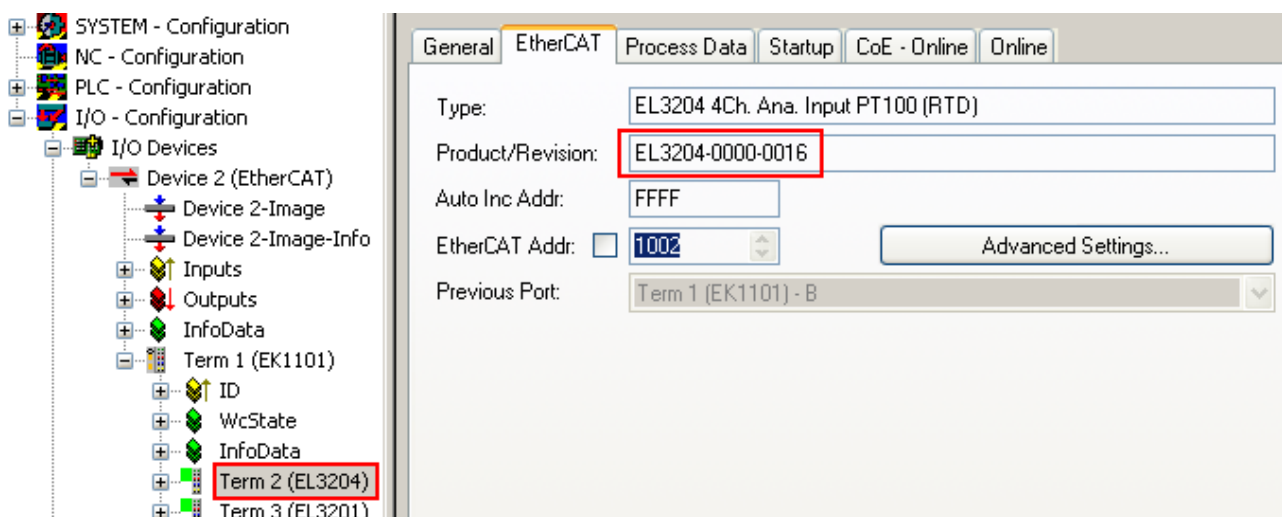 SYSTEM - Configuration
NC - Configuration
PLC - Configuration
I/O - Configuration
I/O Devices
Device 2 (EtherCAT)
Device 2-Image
Device 2-Image-Info
Inputs
Outputs
InfoData
Term 1 (EK1101)
ID
WcState
InfoData
Term 2 (EL3204)
Term 3 (EL3201)
General EtherCAT Process Data Startup CoE - Online Online
Type: EL3204 4Ch. Ana. Input PT100 (RTD)
Product/Revision: EL3204-0000-0016
Auto Inc Addr: FFFF
EtherCAT Addr: 1002 Advanced Settings...
Previous Port: Term 1 (EK1101) - B